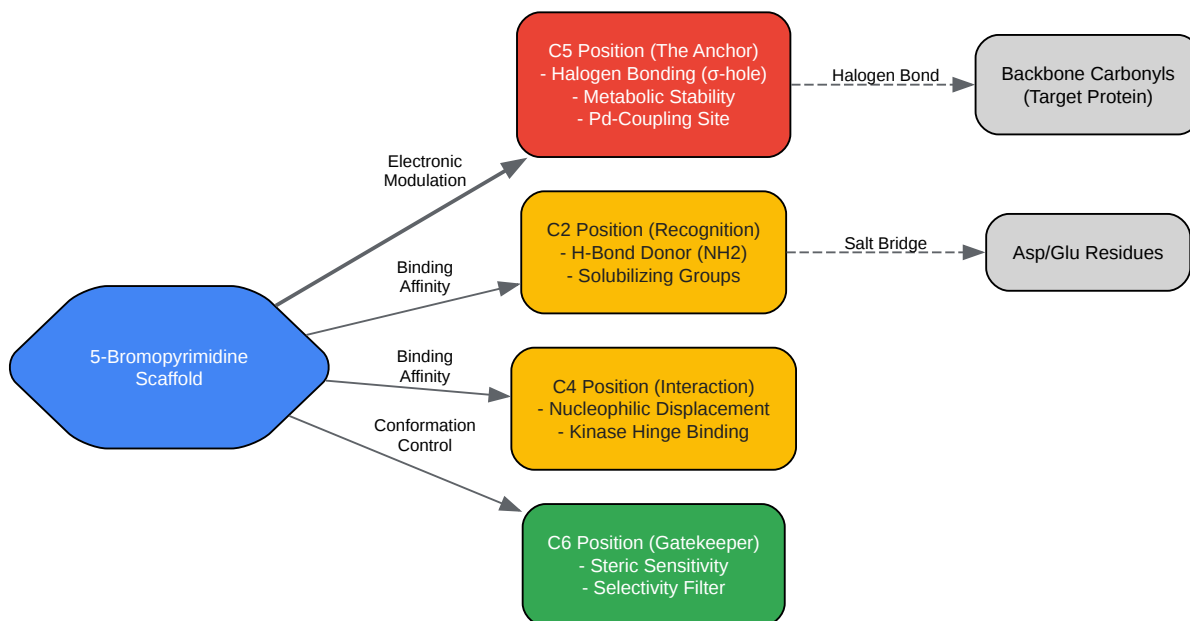 5-Bromopyrimidine
Scaffold
Electronic
Modulation
Binding
Affinity
Binding
Affinity
Conformation
Control
C5 Position (The Anchor)
- Halogen Bonding (σ-hole)
- Metabolic Stability
- Pd-Coupling Site
Halogen Bond
Backbone Carbonyls
(Target Protein)
C2 Position (Recognition)
- H-Bond Donor (NH2)
- Solubilizing Groups
Salt Bridge
Asp/Glu Residues
C4 Position (Interaction)
- Nucleophilic Displacement
- Kinase Hinge Binding
C6 Position (Gatekeeper)
- Steric Sensitivity
- Selectivity Filter